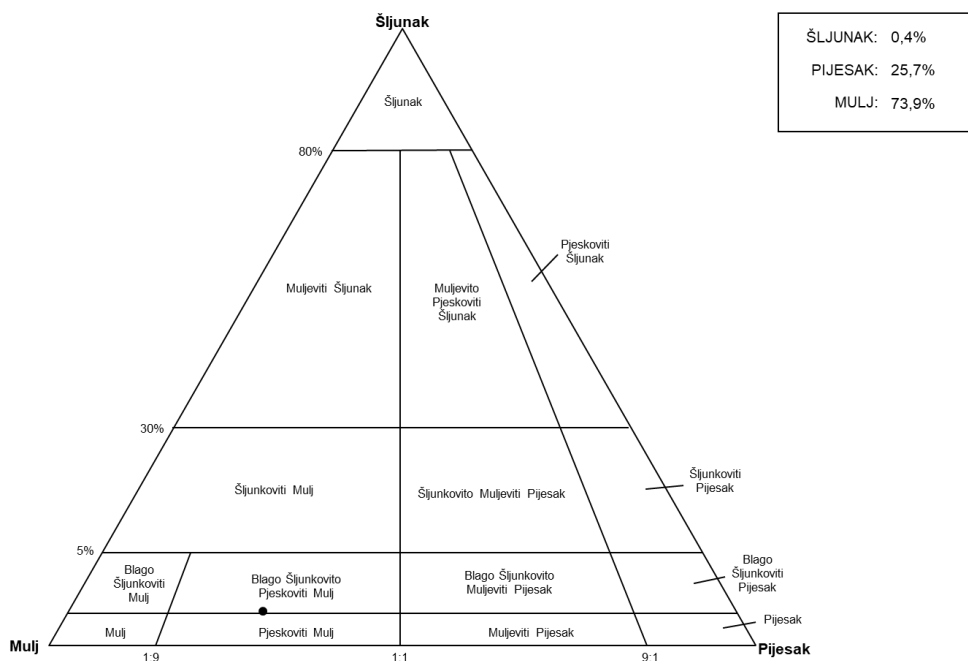 Šljunak
ŠLJUNAK: 0,4%
PIJESAK: 25,7%
MULJ: 73,9%
Šljunak
80%
Pjeskoviti
Šljunak
Muljeviti Šljunak
Muljevito
Pjeskoviti
Šljunak
30%
Šljunkoviti Mulj
Šljunkovito Muljeviti Pijesak
Šljunkoviti
Pijesak
5%
Blago
Šljunkoviti
Mulj
Blago Šljunkovito
Pjeskoviti Mulj
Blago Šljunkovito
Muljeviti Pijesak
Blago
Šljunkoviti
Pijesak
Mulj
Mulj
Pjeskoviti Mulj
Muljeviti Pijesak
Pijesak
Pijesak
1:9
1:1
9:1